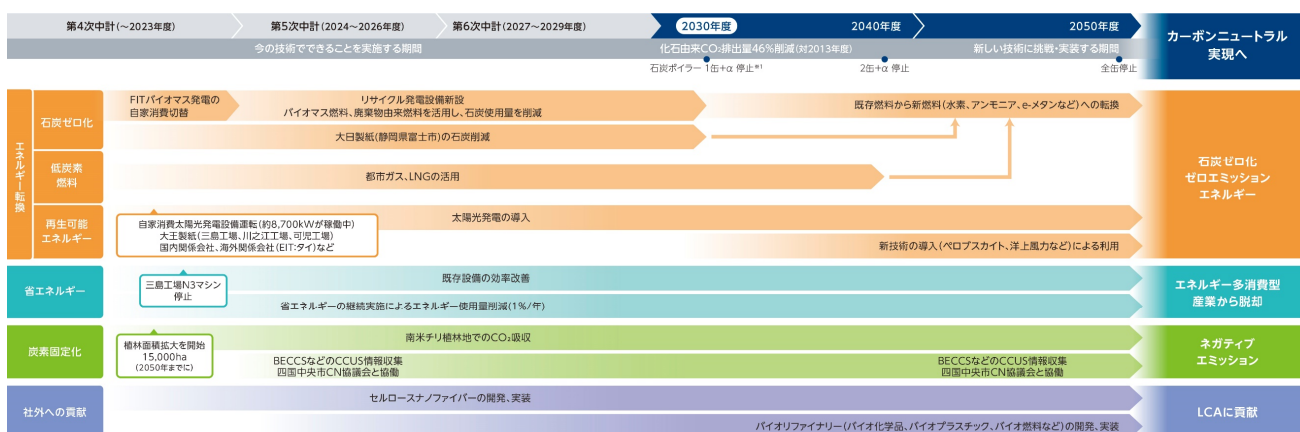 第4次中計(～2023年度)
第5次中計(2024～2026年度)
第6次中計(2027～2029年度)
2030年度
2040年度
2050年度
カーボンニュートラル
実現へ
今の技術でできることを実施する期間
化石由来CO₂排出量46%削減(対2013年度)
新しい技術に挑戦・実装する期間
石炭ボイラー 1缶+α 停止※1
2缶+α 停止
全缶停止
エネルギー転換
石炭ゼロ化
FITバイオマス発電の
自家消費切替
リサイクル発電設備新設
バイオマス燃料、廃棄物由来燃料を活用し、石炭使用量を削減
既存燃料から新燃料(水素、アンモニア、e-メタンなど)への転換
大日製紙(静岡県富士市)の石炭削減
低炭素
燃料
都市ガス、LNGの活用
石炭ゼロ化
ゼロエミッション
エネルギー
再生可能
エネルギー
太陽光発電の導入
自家消費太陽光発電設備運転(約8,700kWが稼働中)
大王製紙(三島工場、川之江工場、可児工場)
国内関係会社、海外関係会社(EIT:タイ)など
新技術の導入(ペロブスカイト、洋上風力など)による利用
省エネルギー
三島工場N3マシン
停止
既存設備の効率改善
省エネルギーの継続実施によるエネルギー使用量削減(1%/年)
エネルギー多消費型
産業から脱却
炭素固定化
植林面積拡大を開始
15,000ha
(2050年までに)
南米チリ植林地でのCO₂吸収
BECCSなどのCCUS情報収集
四国中央市CN協議会と協働
BECCSなどのCCUS情報収集
四国中央市CN協議会と協働
ネガティブ
エミッション
社外への貢献
セルロースナノファイバーの開発、実装
バイオリファイナリー(バイオ化学品、バイオプラスチック、バイオ燃料など)の開発、実装
LCAに貢献